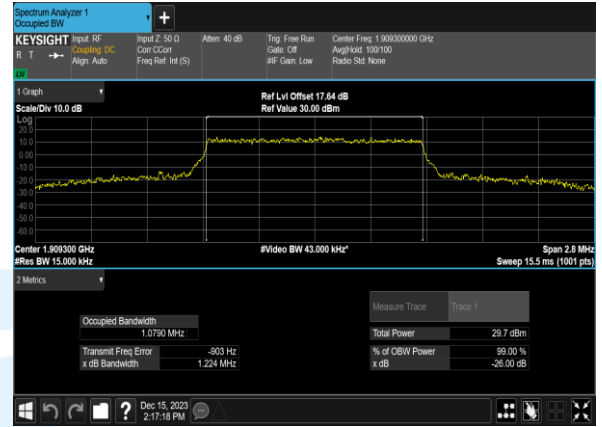 Spectrum Analyzer 1
Occupied BW
+
KEYSIGHT
R T
LW
Input: RF
Coupling: DC
Align: Auto
Input Z: 50 Ω
Corr CCorr
Freq Ref: Int (S)
Atten: 40 dB
Trig: Free Run
Gate: Off
#IF Gain: Low
Center Freq: 1.909300000 GHz
Avg|Hold: 100/100
Radio Std: None
1 Graph
Scale/Div 10.0 dB
Ref Lvl Offset 17.64 dB
Ref Value 30.00 dBm
Log
20.0
10.0
0.00
-10.0
-20.0
-30.0
-40.0
-50.0
-60.0
Center 1.909300 GHz
#Res BW 15.000 kHz
#Video BW 43.000 kHz*
Span 2.8 MHz
Sweep 15.5 ms (1001 pts)
2 Metrics
Measure Trace Trace 1
Occupied Bandwidth
1.0790 MHz
Total Power 29.7 dBm
Transmit Freq Error -903 Hz
% of OBW Power 99.00 %
x dB Bandwidth 1.224 MHz
x dB -26.00 dB
?
Dec 15, 2023
2:17:18 PM